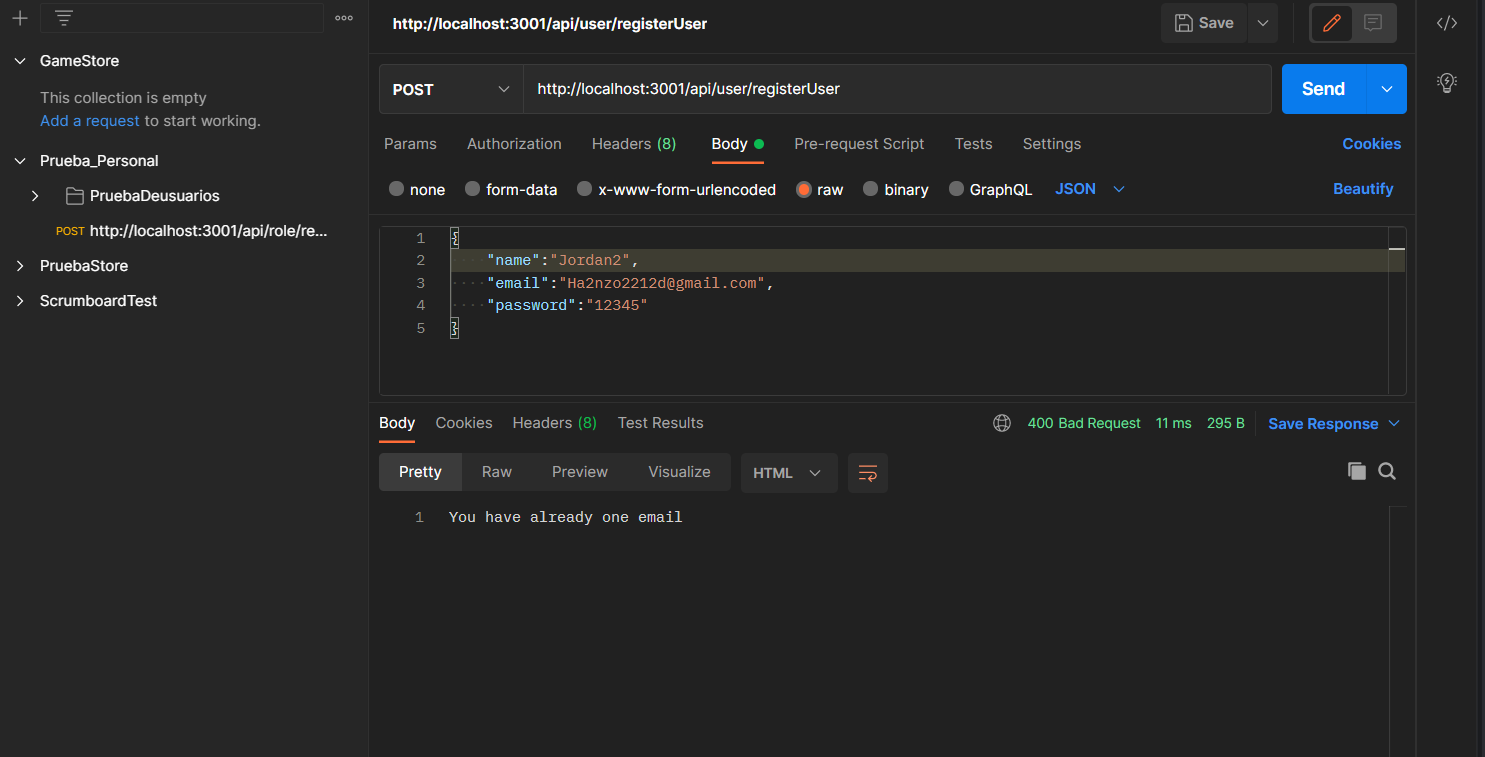 http://localhost:3001/api/user/registerUser
Save
GameStore
This collection is empty
Add a request to start working.
Prueba_Personal
PruebaDeusuarios
POST http://localhost:3001/api/role/re...
PruebaStore
ScrumboardTest
POST
http://localhost:3001/api/user/registerUser
Send
Params Authorization Headers (8) Body Pre-request Script Tests Settings Cookies
none form-data x-www-form-urlencoded raw binary GraphQL JSON Beautify
1 {
2 ····"name":"Jordan2",
3 ····"email":"Ha2nzo2212d@gmail.com",
4 ····"password":"12345"
5 }
Body Cookies Headers (8) Test Results 400 Bad Request 11 ms 295 B Save Response
Pretty Raw Preview Visualize HTML
1 You have already one email